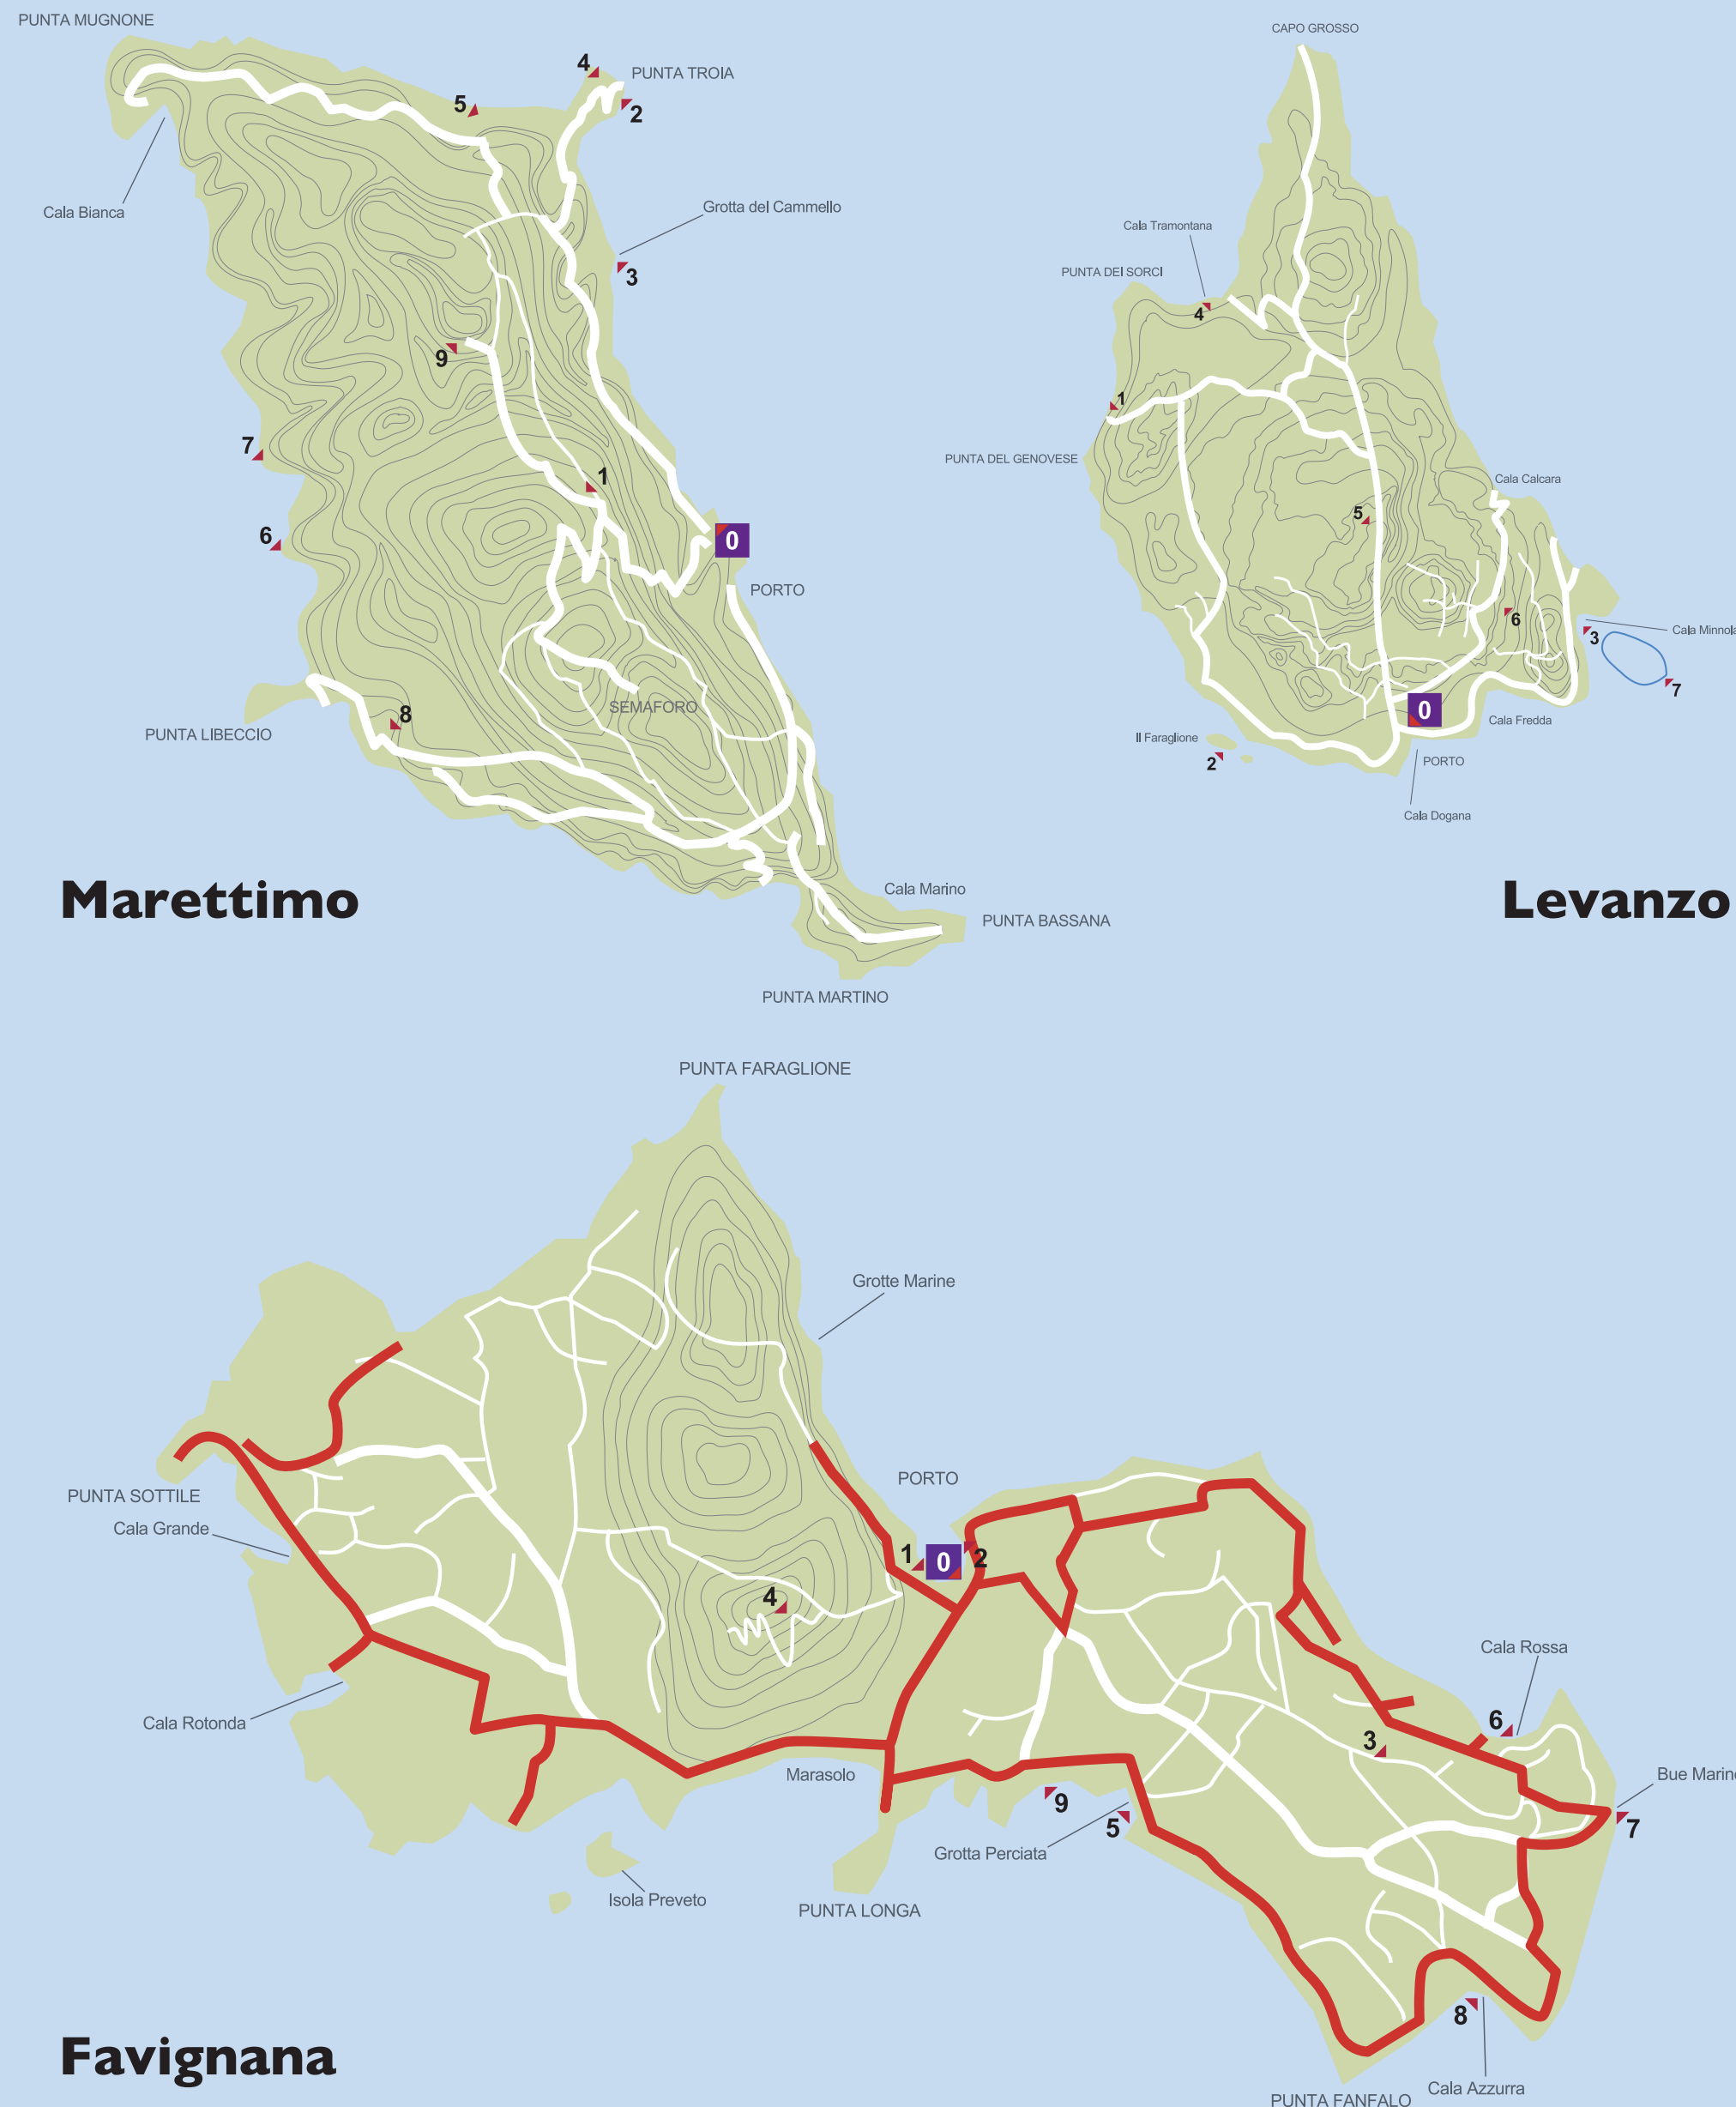 PUNTA MUGNONE
4
PUNTA TROIA
5
2
Cala Bianca
Grotta del Cammello
3
9
7
1
6
0
PORTO
SEMAFORO
8
PUNTA LIBECCIO
Marettimo
Cala Marino
PUNTA BASSANA
PUNTA MARTINO
CAPO GROSSO
Cala Tramontana
PUNTA DEI SORCI
4
1
PUNTA DEL GENOVESE
Cala Calcara
5
6
Cala Minnola
3
7
0
Cala Fredda
Il Faraglione
2
PORTO
Cala Dogana
Levanzo
PUNTA FARAGLIONE
Grotte Marine
PORTO
PUNTA SOTTILE
Cala Grande
1
0
2
4
Cala Rossa
Cala Rotonda
6
3
Marasolo
Bue Marino
9
5
7
Grotta Perciata
Isola Preveto
PUNTA LONGA
8
Favignana
Cala Azzurra
PUNTA FANFALO